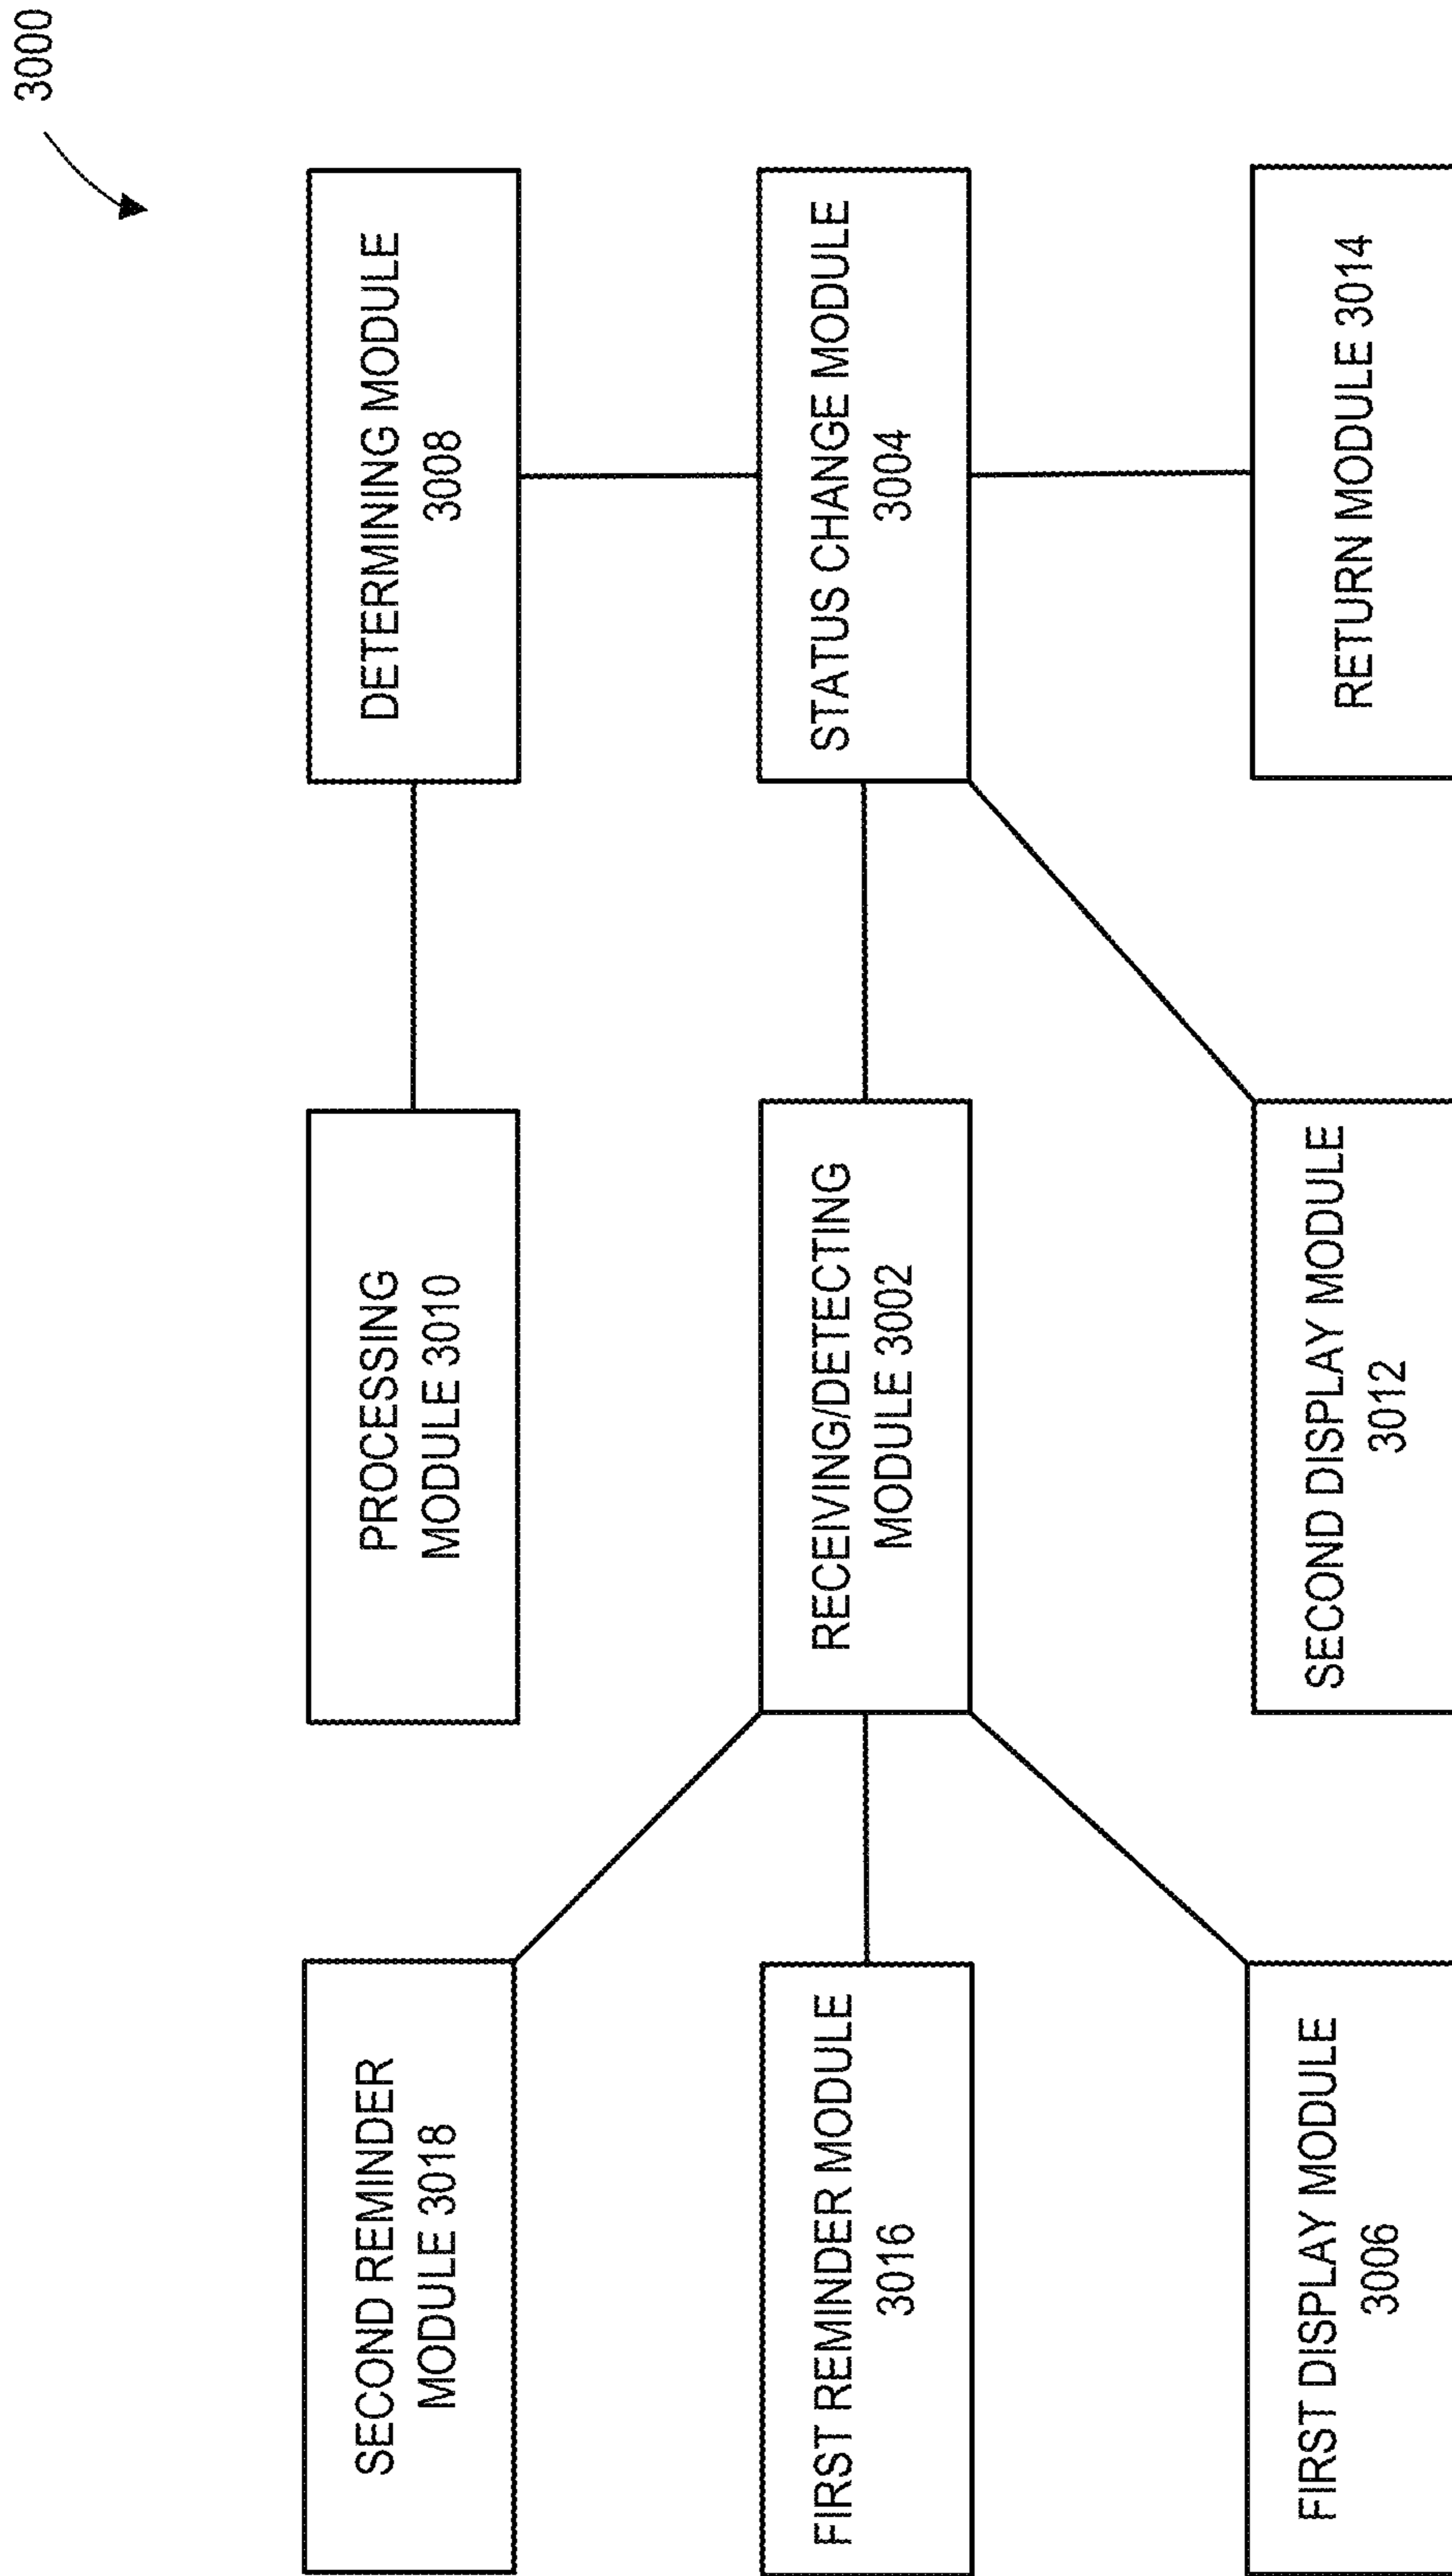 3000
SECOND REMINDER
MODULE 3018
PROCESSING
MODULE 3010
DETERMINING MODULE
3008
FIRST REMINDER MODULE
3016
RECEIVING/DETECTING
MODULE 3002
STATUS CHANGE MODULE
3004
FIRST DISPLAY MODULE
3006
SECOND DISPLAY MODULE
3012
RETURN MODULE 3014